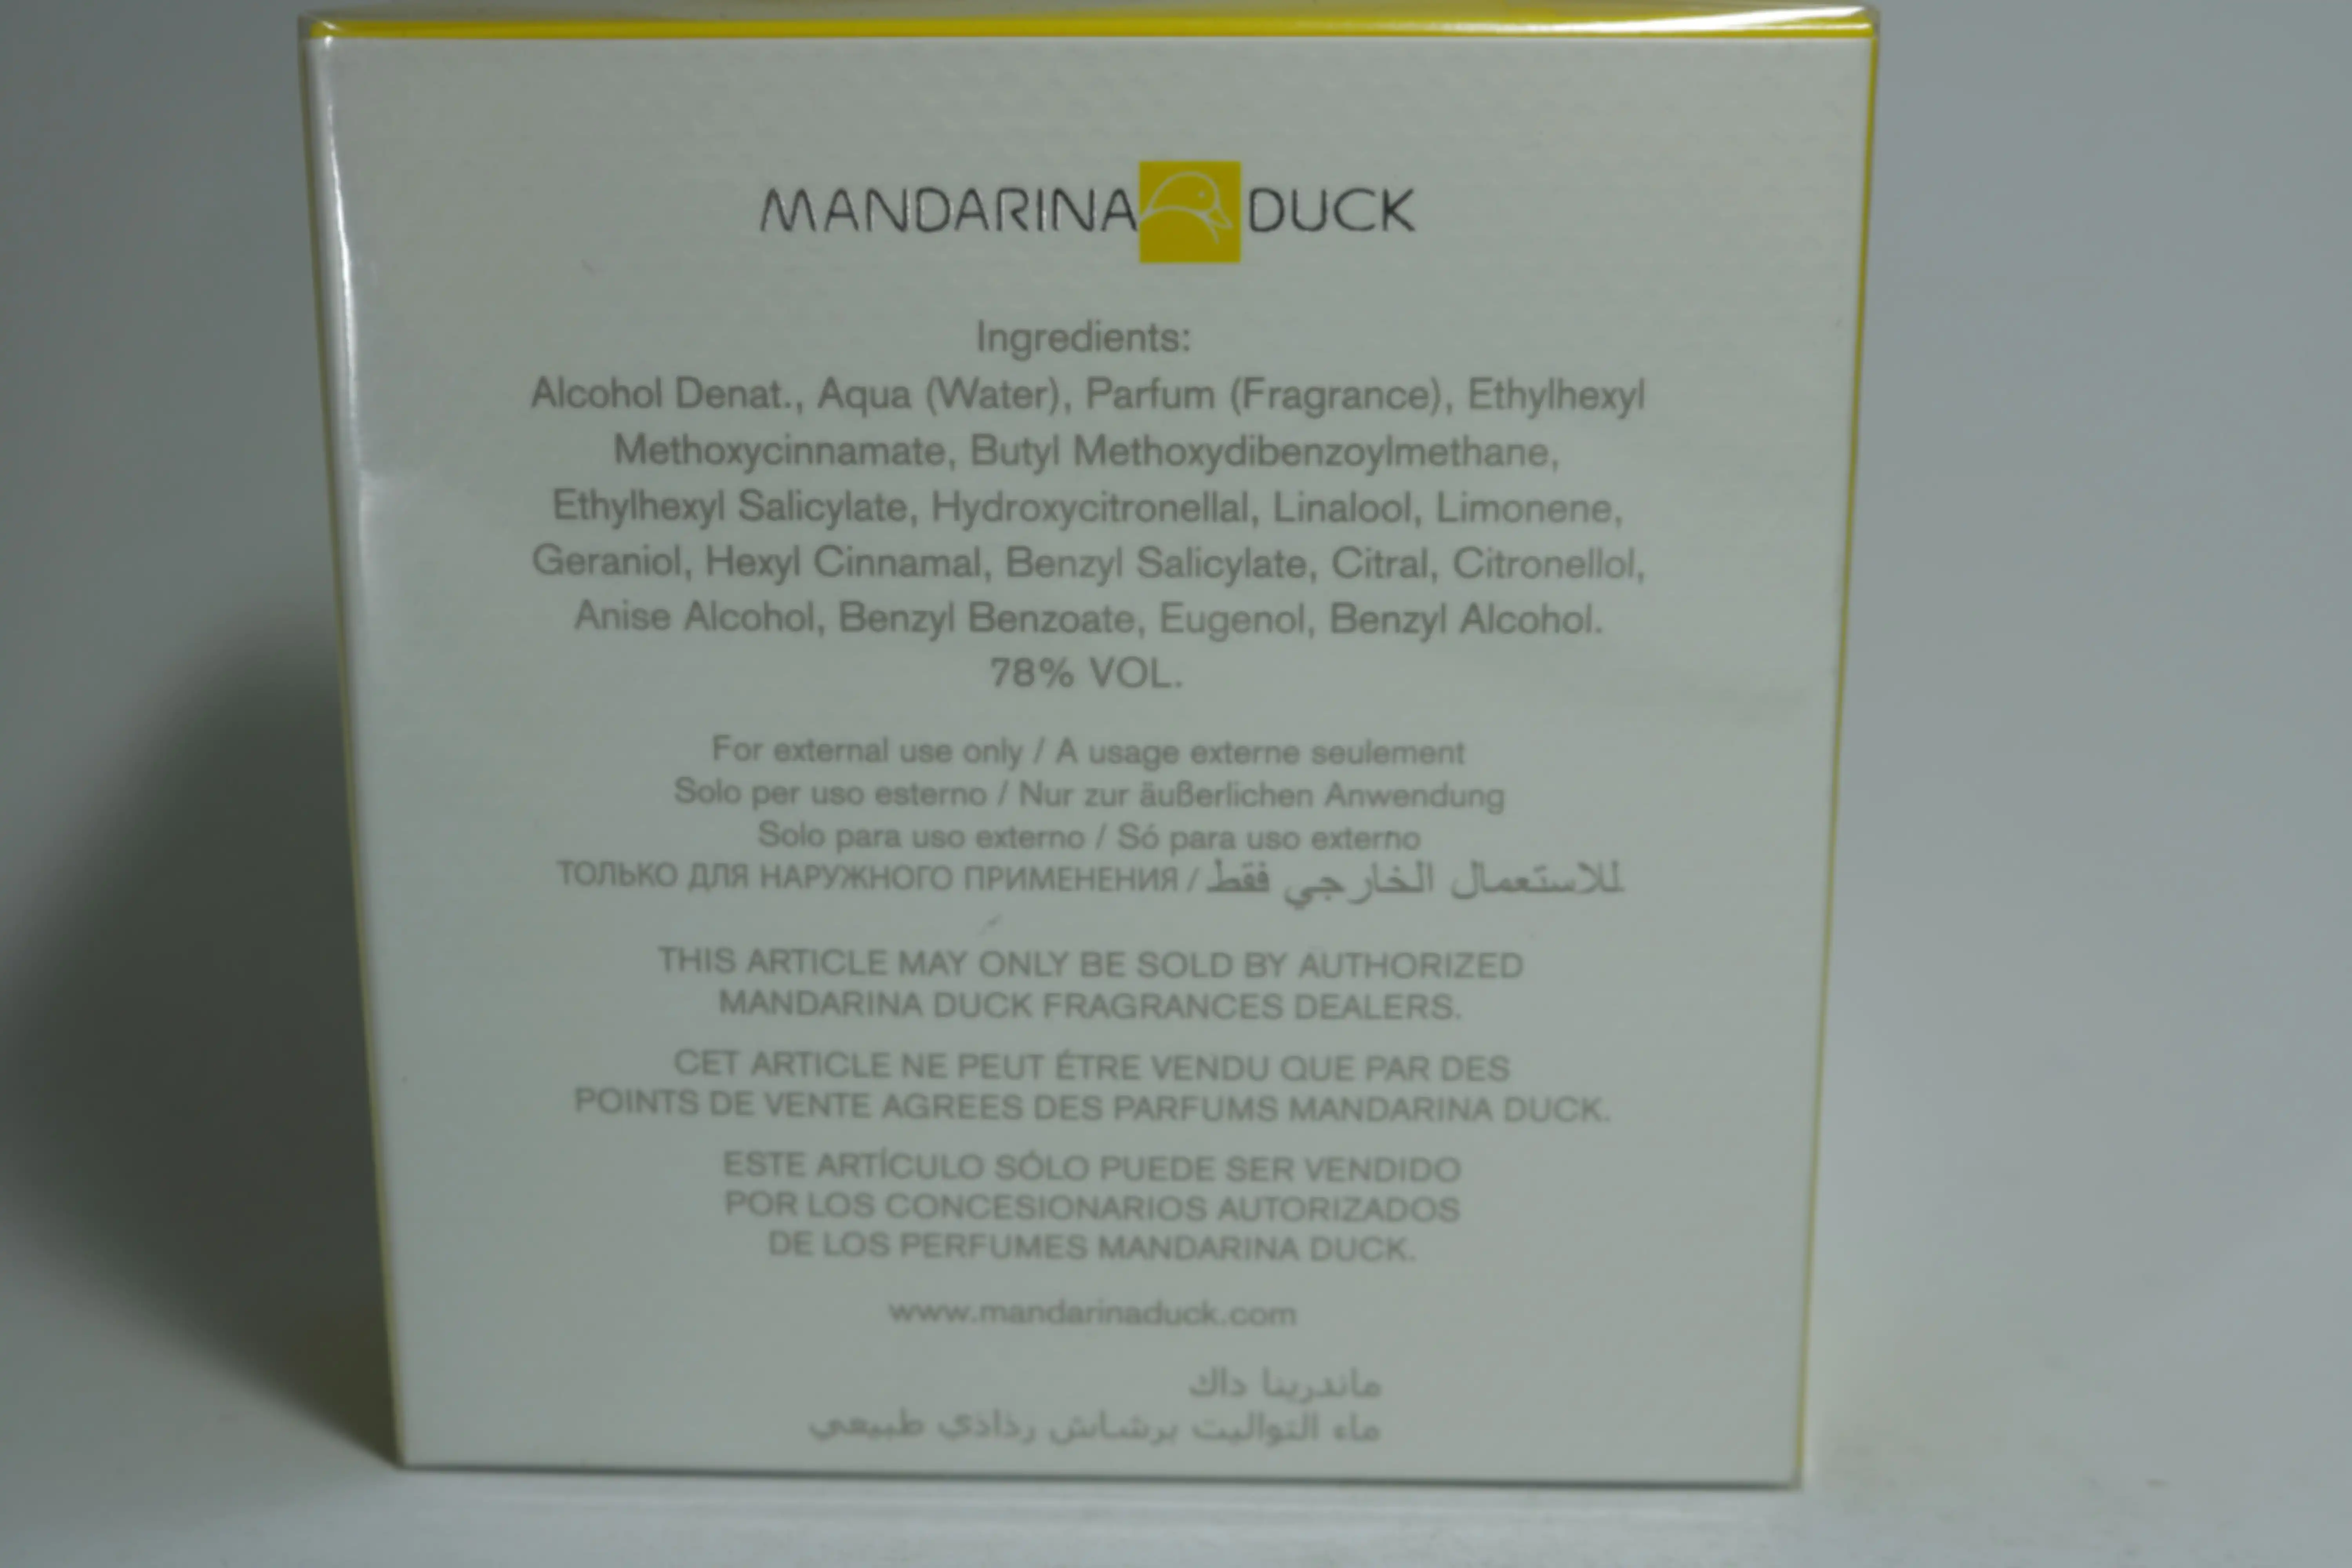 MANDARINA DUCK
Ingredients:
Alcohol Denat., Aqua (Water), Parfum (Fragrance), Ethylhexyl
Methoxycinnamate, Butyl Methoxydibenzoylmethane,
Ethylhexyl Salicylate, Hydroxycitronellal, Linalool, Limonene,
Geraniol, Hexyl Cinnamal, Benzyl Salicylate, Citral, Citronellol,
Anise Alcohol, Benzyl Benzoate, Eugenol, Benzyl Alcohol.
78% VOL.
For external use only / A usage externe seulement
Solo per uso esterno / Nur zur äußerlichen Anwendung
Solo para uso externo / Só para uso externo
ТОЛЬКО ДЛЯ НАРУЖНОГО ПРИМЕНЕНИЯ / للاستعمال الخارجي فقط
THIS ARTICLE MAY ONLY BE SOLD BY AUTHORIZED
MANDARINA DUCK FRAGRANCES DEALERS.
CET ARTICLE NE PEUT ÉTRE VENDU QUE PAR DES
POINTS DE VENTE AGREES DES PARFUMS MANDARINA DUCK.
ESTE ARTÍCULO SÓLO PUEDE SER VENDIDO
POR LOS CONCESIONARIOS AUTORIZADOS
DE LOS PERFUMES MANDARINA DUCK.
www.mandarinaduck.com
ماندرينا داك
ماء التواليت برشاش رذاذي طبيعي